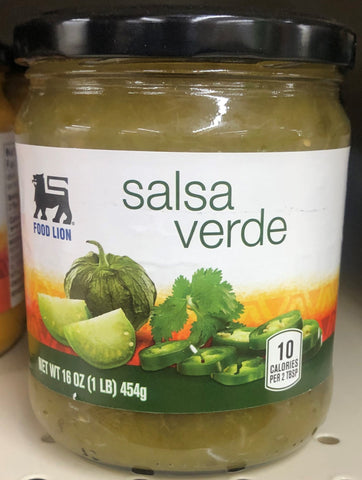 salsa
verde
FOOD LION
10
CALORIES
PER 2 TBSP
NET WT 16 OZ (1 LB) 454g